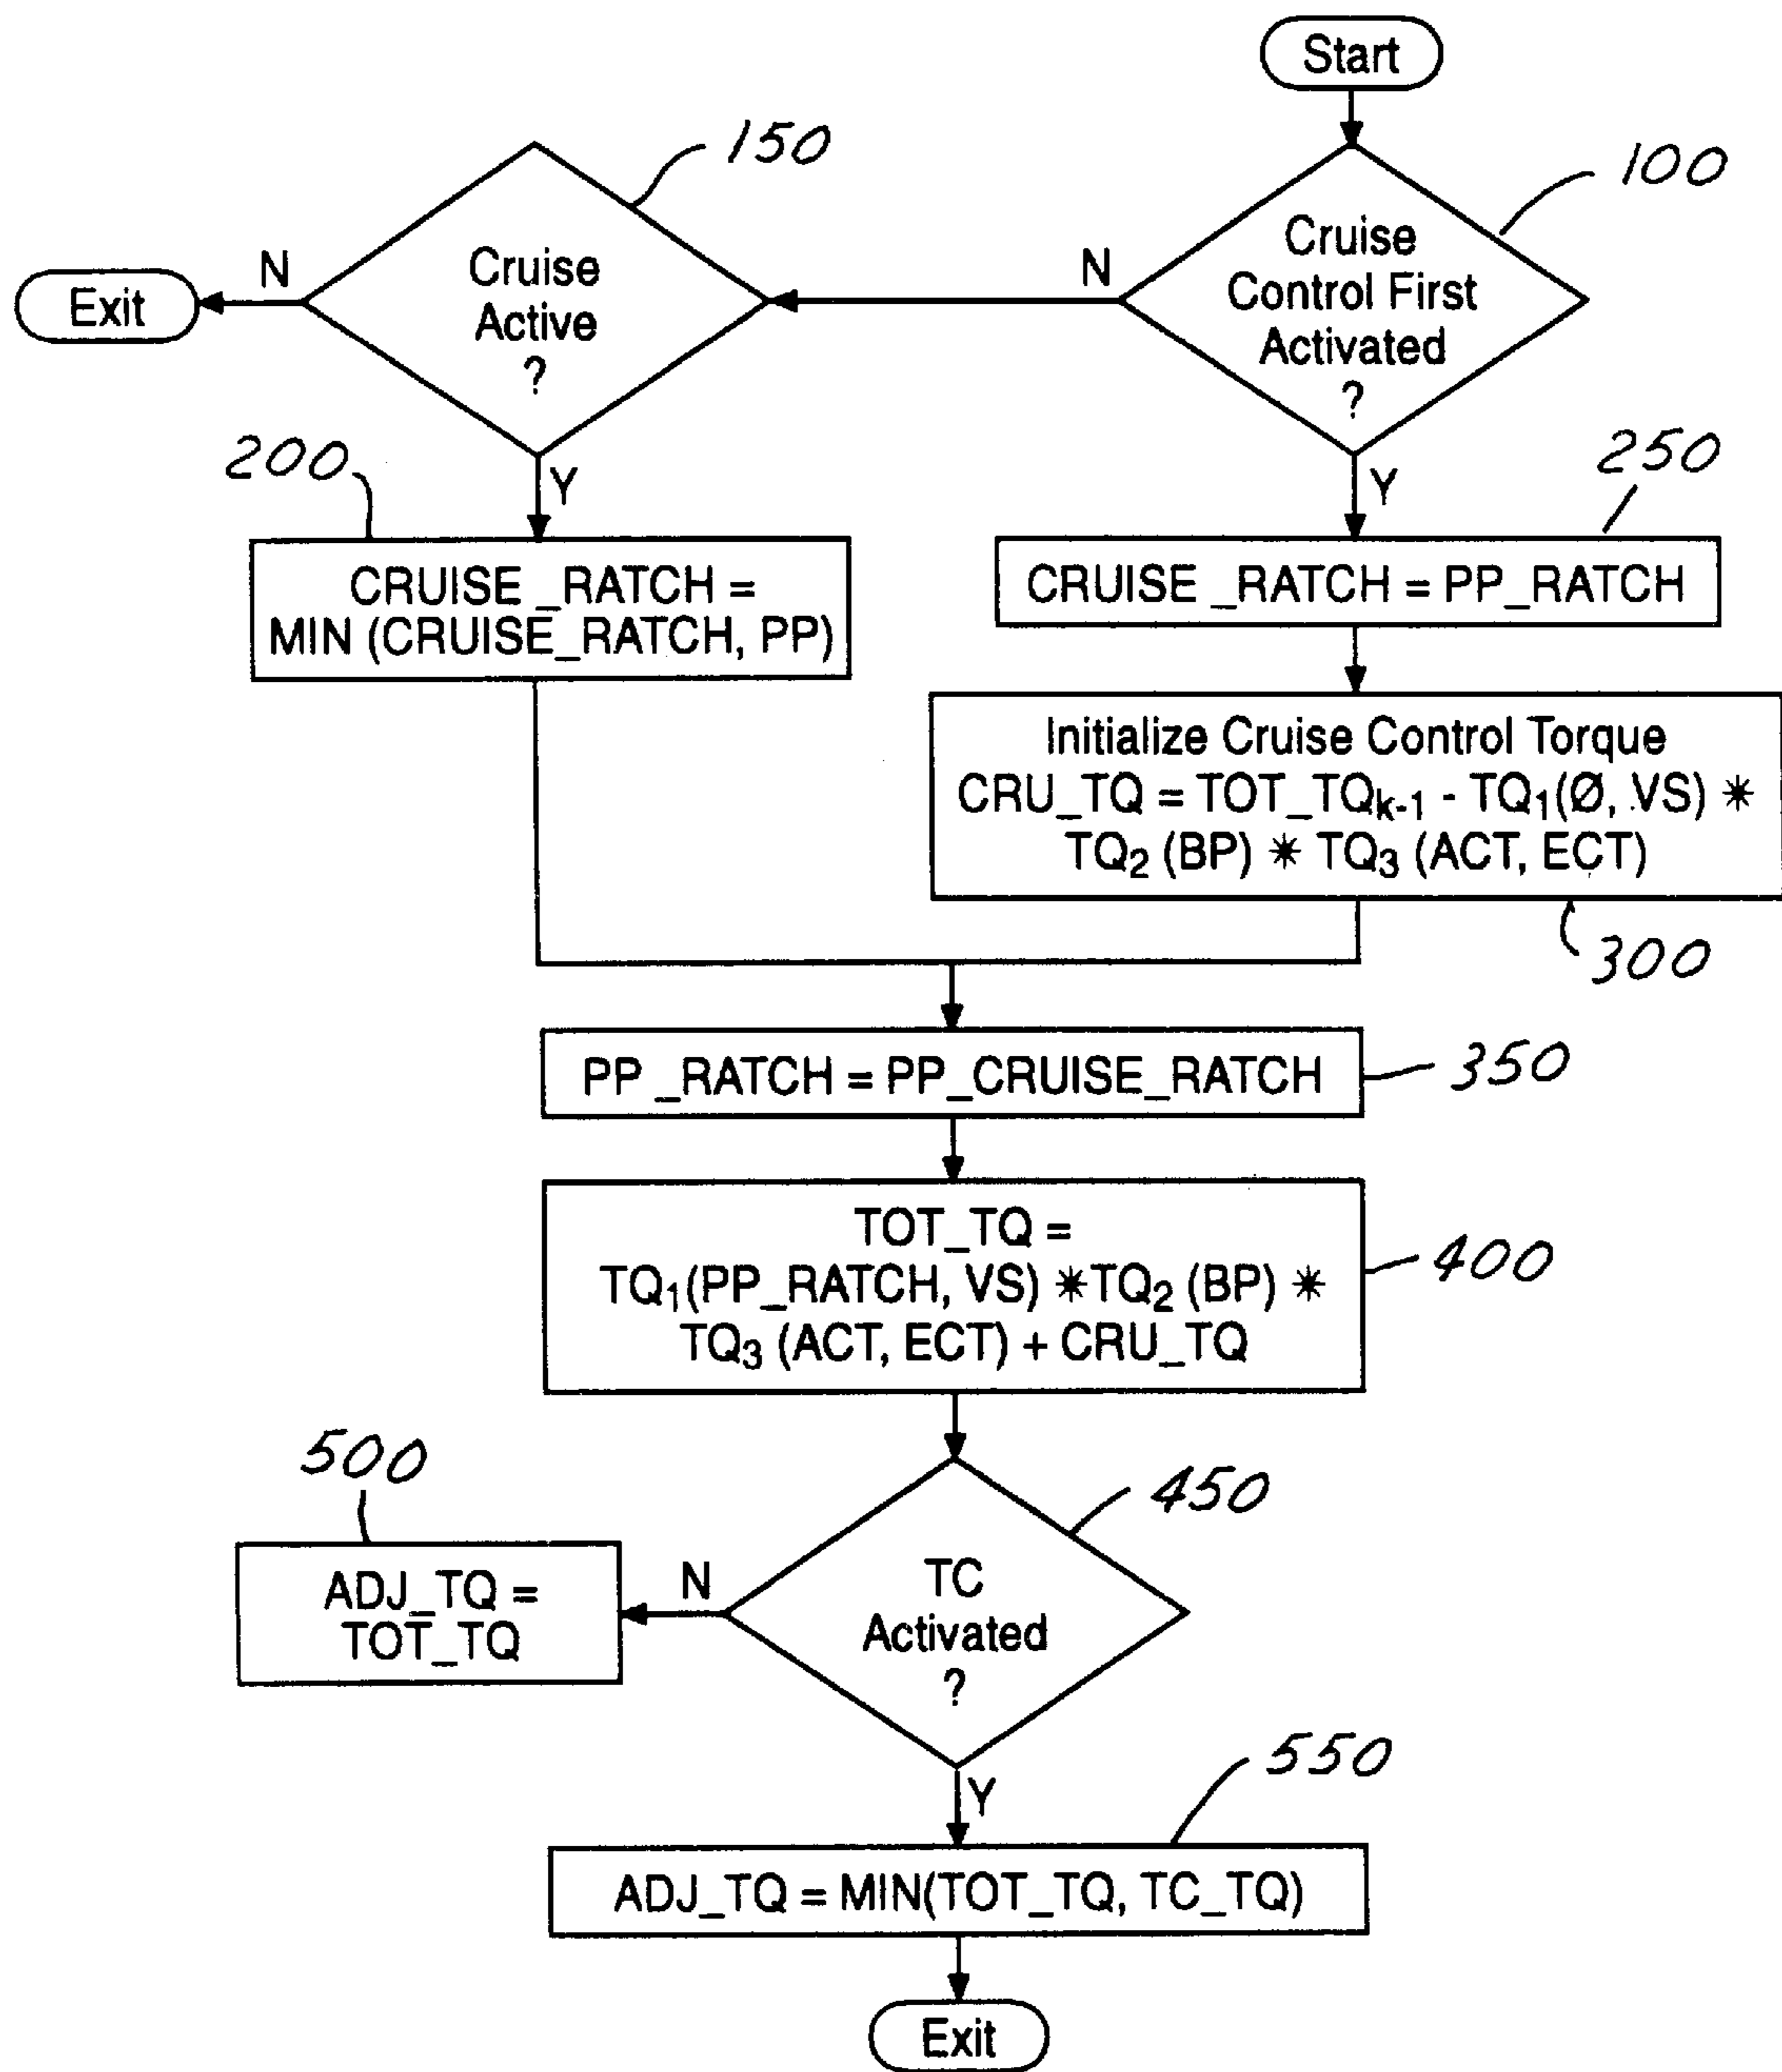 Start
150
100
Cruise
Control First
Activated
?
N
Cruise
Active
?
N
Exit
200
Y
250
Y
CRUISE _RATCH =
MIN (CRUISE_RATCH, PP)
CRUISE _RATCH = PP_RATCH
Initialize Cruise Control Torque
CRU_TQ = TOT_TQk-1 - TQ1(Ø, VS) *
TQ2 (BP) * TQ3 (ACT, ECT)
300
PP _RATCH = PP_CRUISE_RATCH
350
TOT_TQ =
TQ1(PP_RATCH, VS) *TQ2 (BP) *
TQ3 (ACT, ECT) + CRU_TQ
400
500
450
TC
Activated
?
N
ADJ_TQ =
TOT_TQ
Y
550
ADJ_TQ = MIN(TOT_TQ, TC_TQ)
Exit